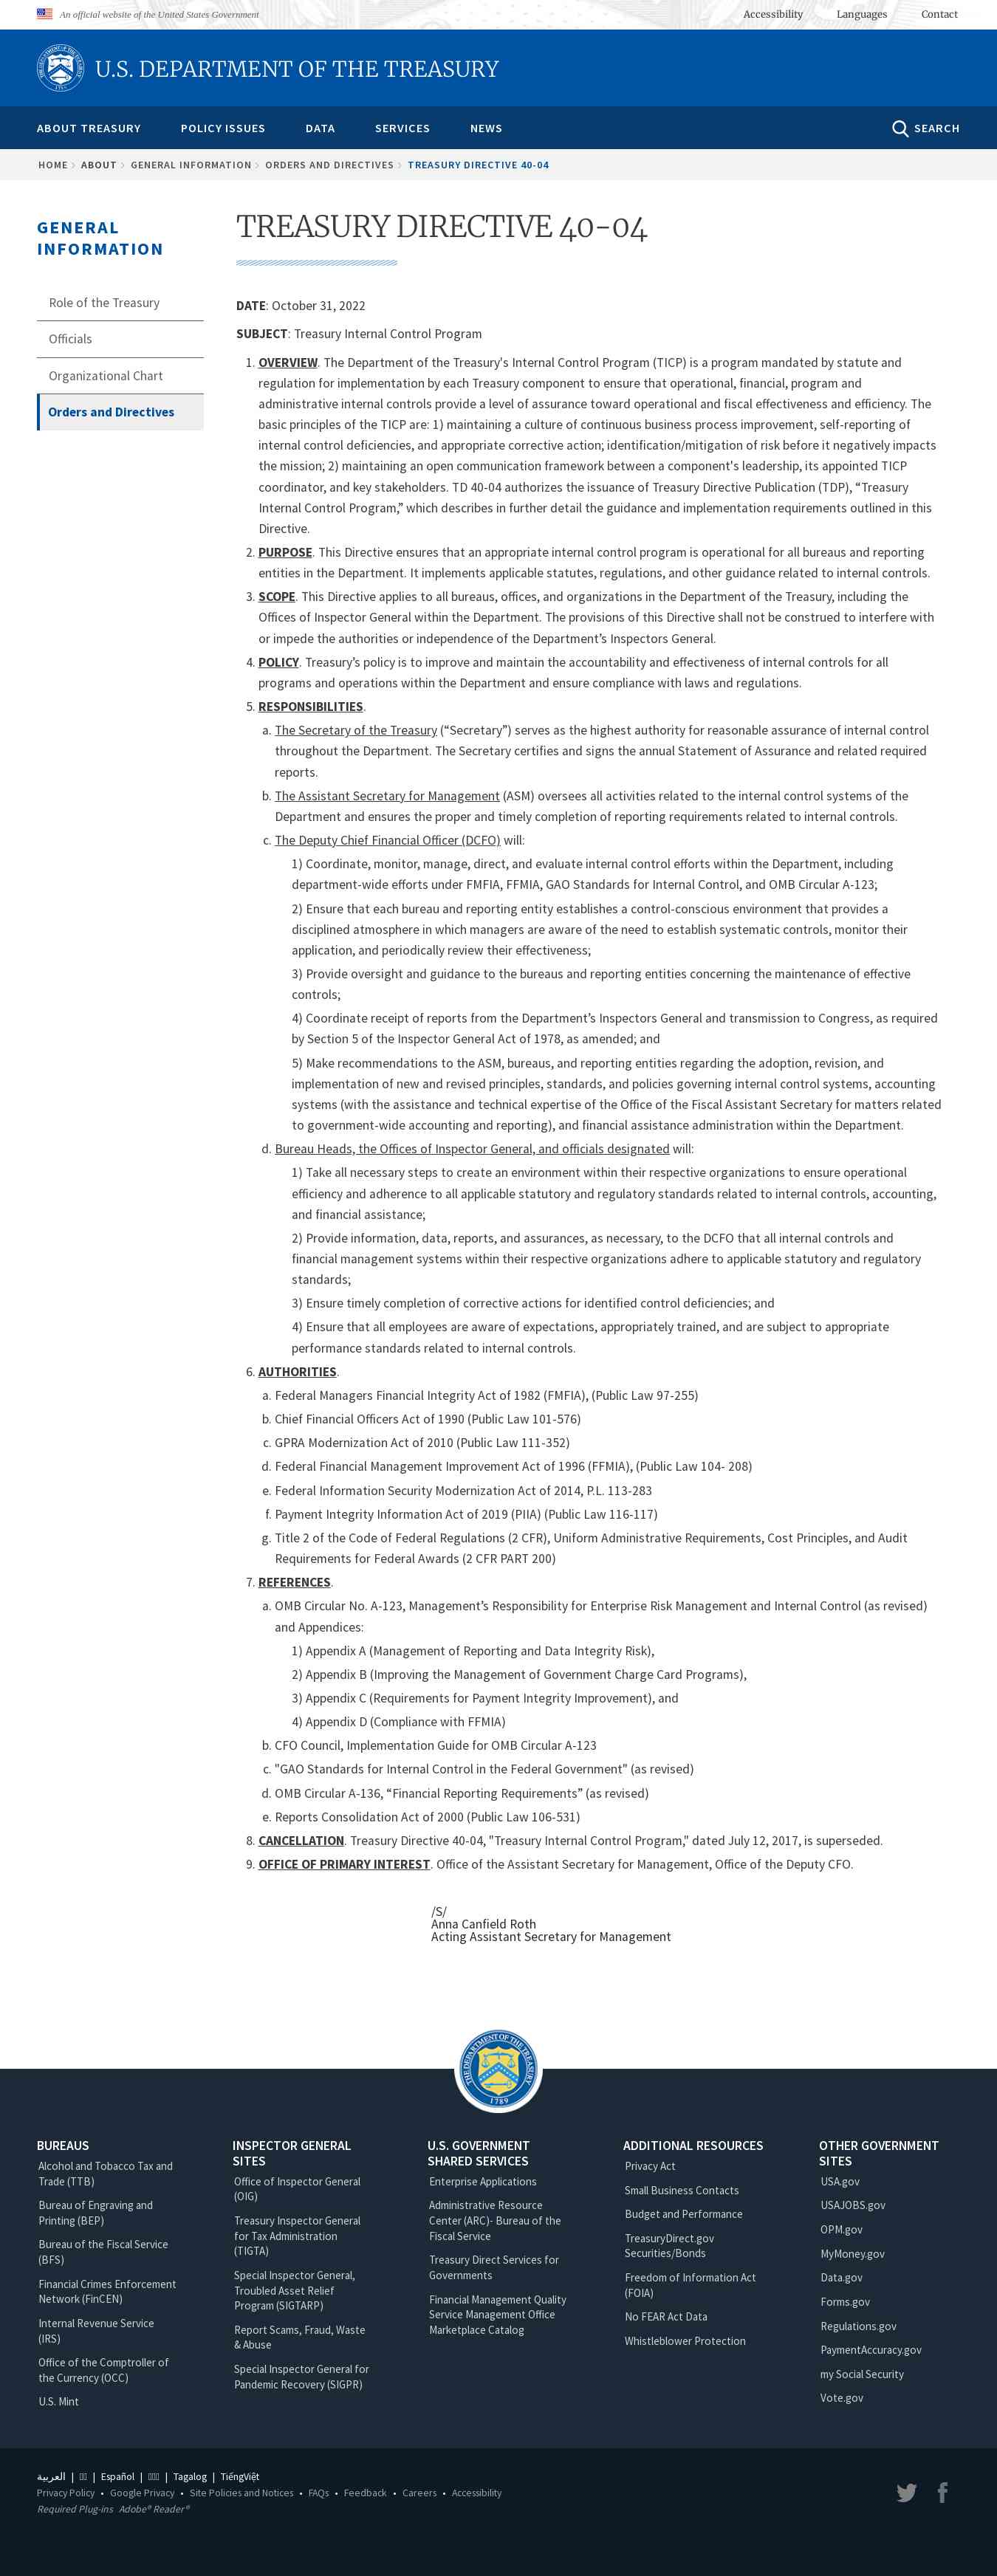 An official website of the United States Government
Accessibility
Languages
Contact
U.S. DEPARTMENT OF THE TREASURY
ABOUT TREASURY
POLICY ISSUES
DATA
SERVICES
NEWS
SEARCH
HOME > ABOUT > GENERAL INFORMATION > ORDERS AND DIRECTIVES > TREASURY DIRECTIVE 40-04
GENERAL
INFORMATION
Role of the Treasury
Officials
Organizational Chart
Orders and Directives
TREASURY DIRECTIVE 40-04
DATE: October 31, 2022
SUBJECT: Treasury Internal Control Program
1. OVERVIEW. The Department of the Treasury's Internal Control Program (TICP) is a program mandated by statute and
regulation for implementation by each Treasury component to ensure that operational, financial, program and
administrative internal controls provide a level of assurance toward operational and fiscal effectiveness and efficiency. The
basic principles of the TICP are: 1) maintaining a culture of continuous business process improvement, self-reporting of
internal control deficiencies, and appropriate corrective action; identification/mitigation of risk before it negatively impacts
the mission; 2) maintaining an open communication framework between a component's leadership, its appointed TICP
coordinator, and key stakeholders. TD 40-04 authorizes the issuance of Treasury Directive Publication (TDP), “Treasury
Internal Control Program,” which describes in further detail the guidance and implementation requirements outlined in this
Directive.
2. PURPOSE. This Directive ensures that an appropriate internal control program is operational for all bureaus and reporting
entities in the Department. It implements applicable statutes, regulations, and other guidance related to internal controls.
3. SCOPE. This Directive applies to all bureaus, offices, and organizations in the Department of the Treasury, including the
Offices of Inspector General within the Department. The provisions of this Directive shall not be construed to interfere with
or impede the authorities or independence of the Department’s Inspectors General.
4. POLICY. Treasury’s policy is to improve and maintain the accountability and effectiveness of internal controls for all
programs and operations within the Department and ensure compliance with laws and regulations.
5. RESPONSIBILITIES.
a. The Secretary of the Treasury (“Secretary”) serves as the highest authority for reasonable assurance of internal control
throughout the Department. The Secretary certifies and signs the annual Statement of Assurance and related required
reports.
b. The Assistant Secretary for Management (ASM) oversees all activities related to the internal control systems of the
Department and ensures the proper and timely completion of reporting requirements related to internal controls.
c. The Deputy Chief Financial Officer (DCFO) will:
1) Coordinate, monitor, manage, direct, and evaluate internal control efforts within the Department, including
department-wide efforts under FMFIA, FFMIA, GAO Standards for Internal Control, and OMB Circular A-123;
2) Ensure that each bureau and reporting entity establishes a control-conscious environment that provides a
disciplined atmosphere in which managers are aware of the need to establish systematic controls, monitor their
application, and periodically review their effectiveness;
3) Provide oversight and guidance to the bureaus and reporting entities concerning the maintenance of effective
controls;
4) Coordinate receipt of reports from the Department’s Inspectors General and transmission to Congress, as required
by Section 5 of the Inspector General Act of 1978, as amended; and
5) Make recommendations to the ASM, bureaus, and reporting entities regarding the adoption, revision, and
implementation of new and revised principles, standards, and policies governing internal control systems, accounting
systems (with the assistance and technical expertise of the Office of the Fiscal Assistant Secretary for matters related
to government-wide accounting and reporting), and financial assistance administration within the Department.
d. Bureau Heads, the Offices of Inspector General, and officials designated will:
1) Take all necessary steps to create an environment within their respective organizations to ensure operational
efficiency and adherence to all applicable statutory and regulatory standards related to internal controls, accounting,
and financial assistance;
2) Provide information, data, reports, and assurances, as necessary, to the DCFO that all internal controls and
financial management systems within their respective organizations adhere to applicable statutory and regulatory
standards;
3) Ensure timely completion of corrective actions for identified control deficiencies; and
4) Ensure that all employees are aware of expectations, appropriately trained, and are subject to appropriate
performance standards related to internal controls.
6. AUTHORITIES.
a. Federal Managers Financial Integrity Act of 1982 (FMFIA), (Public Law 97-255)
b. Chief Financial Officers Act of 1990 (Public Law 101-576)
c. GPRA Modernization Act of 2010 (Public Law 111-352)
d. Federal Financial Management Improvement Act of 1996 (FFMIA), (Public Law 104- 208)
e. Federal Information Security Modernization Act of 2014, P.L. 113-283
f. Payment Integrity Information Act of 2019 (PIIA) (Public Law 116-117)
g. Title 2 of the Code of Federal Regulations (2 CFR), Uniform Administrative Requirements, Cost Principles, and Audit
Requirements for Federal Awards (2 CFR PART 200)
7. REFERENCES.
a. OMB Circular No. A-123, Management’s Responsibility for Enterprise Risk Management and Internal Control (as revised)
and Appendices:
1) Appendix A (Management of Reporting and Data Integrity Risk),
2) Appendix B (Improving the Management of Government Charge Card Programs),
3) Appendix C (Requirements for Payment Integrity Improvement), and
4) Appendix D (Compliance with FFMIA)
b. CFO Council, Implementation Guide for OMB Circular A-123
c. "GAO Standards for Internal Control in the Federal Government" (as revised)
d. OMB Circular A-136, “Financial Reporting Requirements” (as revised)
e. Reports Consolidation Act of 2000 (Public Law 106-531)
8. CANCELLATION. Treasury Directive 40-04, "Treasury Internal Control Program," dated July 12, 2017, is superseded.
9. OFFICE OF PRIMARY INTEREST. Office of the Assistant Secretary for Management, Office of the Deputy CFO.
/S/
Anna Canfield Roth
Acting Assistant Secretary for Management
THE DEPARTMENT OF THE TREASURY
1789
BUREAUS
Alcohol and Tobacco Tax and
Trade (TTB)
Bureau of Engraving and
Printing (BEP)
Bureau of the Fiscal Service
(BFS)
Financial Crimes Enforcement
Network (FinCEN)
Internal Revenue Service
(IRS)
Office of the Comptroller of
the Currency (OCC)
U.S. Mint
INSPECTOR GENERAL
SITES
Office of Inspector General
(OIG)
Treasury Inspector General
for Tax Administration
(TIGTA)
Special Inspector General,
Troubled Asset Relief
Program (SIGTARP)
Report Scams, Fraud, Waste
& Abuse
Special Inspector General for
Pandemic Recovery (SIGPR)
U.S. GOVERNMENT
SHARED SERVICES
Enterprise Applications
Administrative Resource
Center (ARC)- Bureau of the
Fiscal Service
Treasury Direct Services for
Governments
Financial Management Quality
Service Management Office
Marketplace Catalog
ADDITIONAL RESOURCES
Privacy Act
Small Business Contacts
Budget and Performance
TreasuryDirect.gov
Securities/Bonds
Freedom of Information Act
(FOIA)
No FEAR Act Data
Whistleblower Protection
OTHER GOVERNMENT
SITES
USA.gov
USAJOBS.gov
OPM.gov
MyMoney.gov
Data.gov
Forms.gov
Regulations.gov
PaymentAccuracy.gov
my Social Security
Vote.gov
العربية | | Español | | Tagalog | TiếngViệt
Privacy Policy • Google Privacy • Site Policies and Notices • FAQs • Feedback • Careers • Accessibility
Required Plug-ins Adobe® Reader®